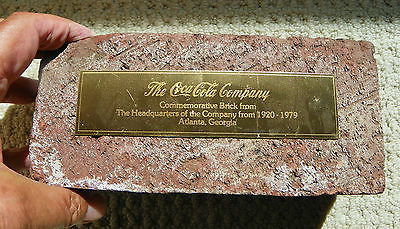 The Coca-Cola Company
Commemorative Brick from
The Headquarters of the Company from 1920 - 1979
Atlanta, Georgia